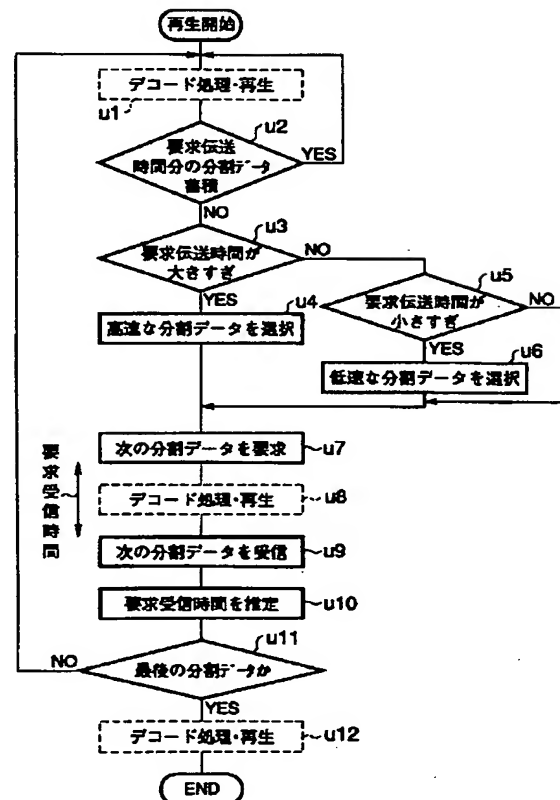 再生開始
デコード処理・再生
u1
u2
要求伝送
時間分の分割データ
蓄積
YES
NO
u3
要求伝送時間が
大きすぎ
NO
YES
u4
高速な分割データを選択
u5
要求伝送時間が
小さすぎ
NO
YES
u6
低速な分割データを選択
次の分割データを要求
u7
要求受信時間
デコード処理・再生
u8
次の分割データを受信
u9
要求受信時間を推定
u10
u11
最後の分割データか
NO
YES
デコード処理・再生
u12
END